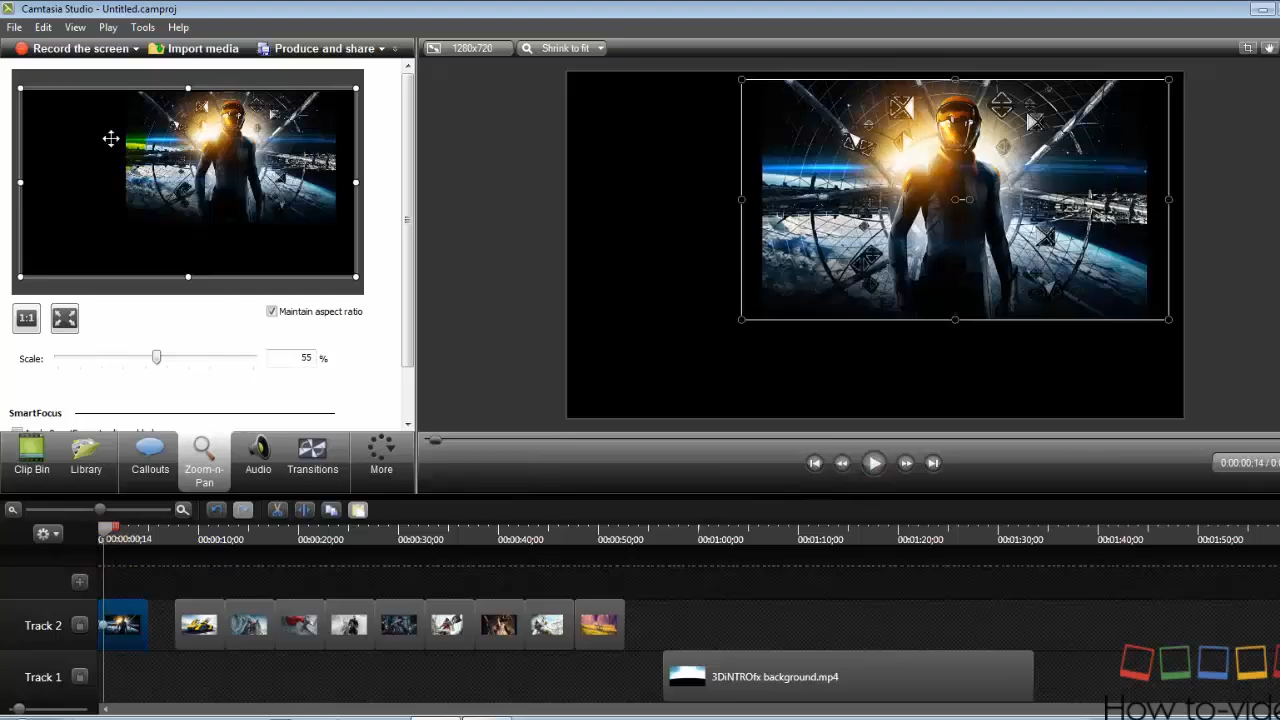 Camtasia Studio - Untitled.camproj
File Edit View Play Tools Help
Record the screen Import media Produce and share
1280x720 Shrink to fit
1:1
Maintain aspect ratio
Scale: 55 %
SmartFocus
Clip Bin Library Callouts Zoom-n-Pan Audio Transitions More
0:00:00;14 / 0:0
00:00:00;14 00:00:10;00 00:00:20;00 00:00:30;00 00:00:40;00 00:00:50;00 00:01:00;00 00:01:10;00 00:01:20;00 00:01:30;00 00:01:40;00 00:01:50;00
Track 2
Track 1 3DiNTROfx background.mp4
How to-vide